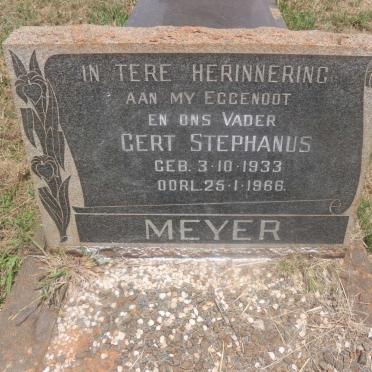 IN TERE HERINNERING
AAN MY EGGENOOT
EN ONS VADER
GERT STEPHANUS
GEB. 3·10·1933
OORL. 25·1·1966.
MEYER